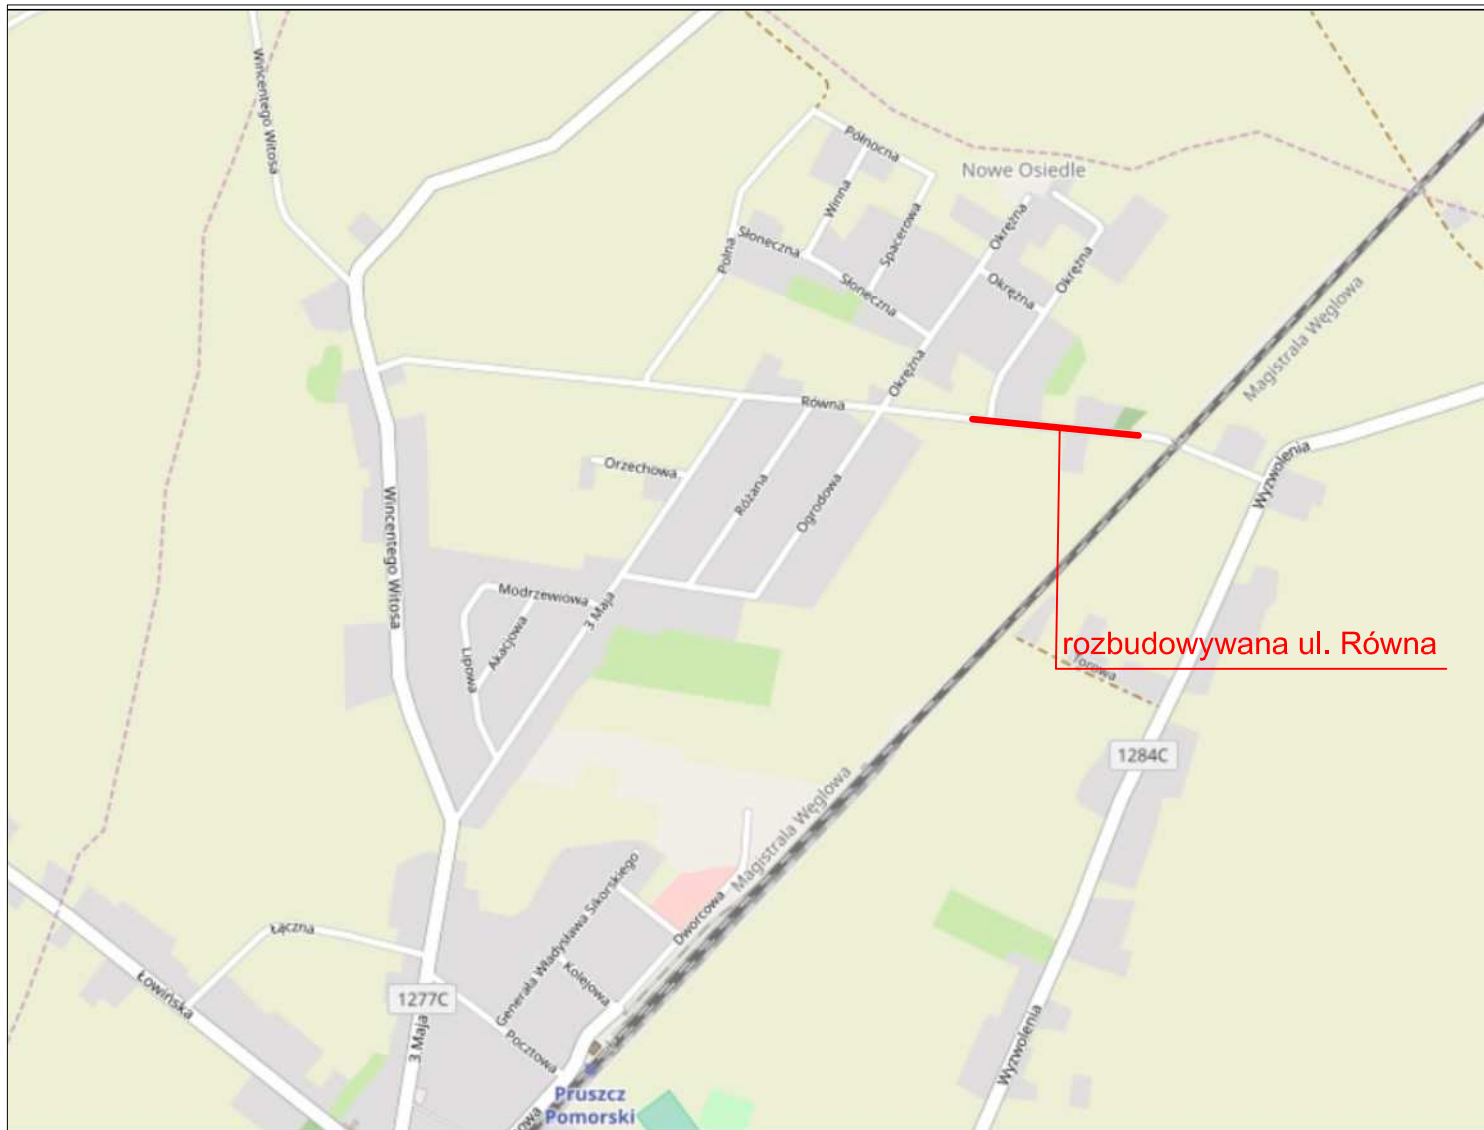 Wincentego Witosa
Północna
Nowe Osiedle
Winna
Spacerowa
Okrężna
Słoneczna
Polna
Okrężna
Okrężna
Słoneczna
Magistrala Węglowa
Okrężna
Równa
Wyzwolenia
Orzechowa
Różana
Ogrodowa
Wincentego Witosa
Modrzewiowa
3 Maja
Akacjowa
Lipowa
rozbudowywana ul. Równa
Torowa
1284C
Magistrala Węglowa
Generała Władysława Sikorskiego
Dworcowa
Łączna
Kolejowa
Łowińska
1277C
3 Maja
Pocztowa
Wyzwolenia
Pruszcz
Pomorski
owa